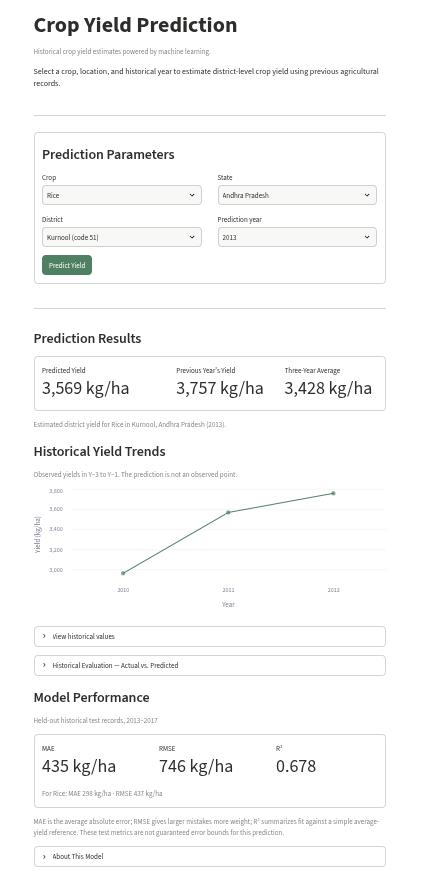 Crop Yield Prediction
Historical crop yield estimates powered by machine learning.
Select a crop, location, and historical year to estimate district-level crop yield using previous agricultural
records.
Prediction Parameters
Crop State
Rice Andhra Pradesh
District Prediction year
Kurnool (code 51) 2013
Predict Yield
Prediction Results
Predicted Yield Previous Year's Yield Three-Year Average
3,569 kg/ha 3,757 kg/ha 3,428 kg/ha
Estimated district yield for Rice in Kurnool, Andhra Pradesh (2013).
Historical Yield Trends
Observed yields in Y−3 to Y−1. The prediction is not an observed point.
3,800
3,600
3,400
3,200
3,000
Yield (kg/ha)
2010 2011 2012
Year
View historical values
Historical Evaluation — Actual vs. Predicted
Model Performance
Held-out historical test records, 2013–2017
MAE RMSE R²
435 kg/ha 746 kg/ha 0.678
For Rice: MAE 298 kg/ha · RMSE 437 kg/ha
MAE is the average absolute error; RMSE gives larger mistakes more weight; R² summarizes fit against a simple average-
yield reference. These test metrics are not guaranteed error bounds for this prediction.
About This Model